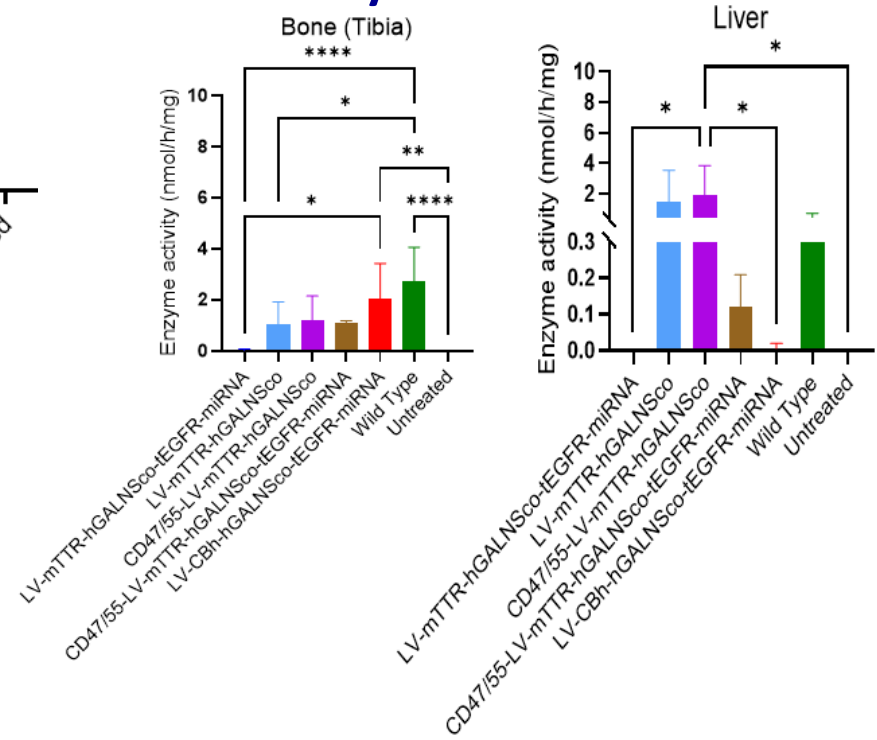 Bone (Tibia)
Enzyme activity (nmol/h/mg)
10
8
6
4
2
0
****
*
**
*
****
LV-mTTR-hGALNSco-tEGFR-miRNA
LV-mTTR-hGALNSco
CD47/55-LV-mTTR-hGALNSco
CD47/55-LV-mTTR-hGALNSco-tEGFR-miRNA
LV-CBh-hGALNSco-tEGFR-miRNA
Wild Type
Untreated
Liver
Enzyme activity (nmol/h/mg)
10
8
6
4
2
0.3
0.2
0.1
0.0
*
*
*
LV-mTTR-hGALNSco-tEGFR-miRNA
LV-mTTR-hGALNSco
CD47/55-LV-mTTR-hGALNSco
CD47/55-LV-mTTR-hGALNSco-tEGFR-miRNA
LV-CBh-hGALNSco-tEGFR-miRNA
Wild Type
Untreated